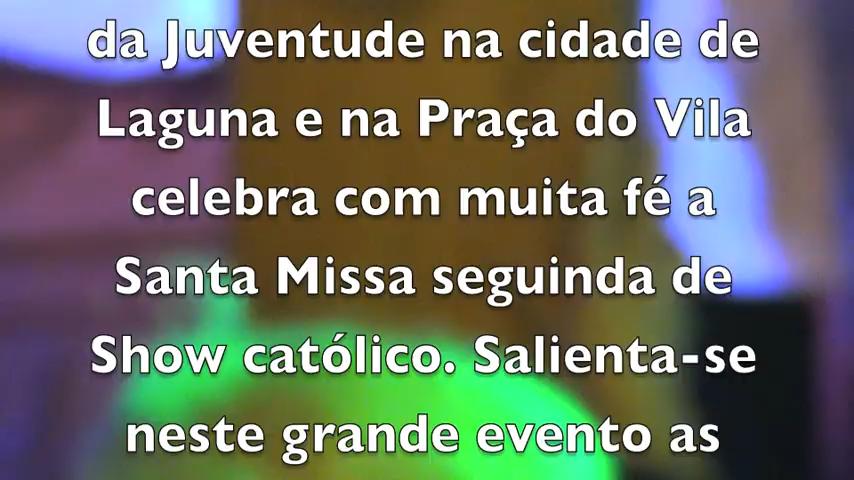 da Juventude na cidade de
Laguna e na Praça do Vila
celebra com muita fé a
Santa Missa seguinda de
Show católico. Salienta-se
neste grande evento as